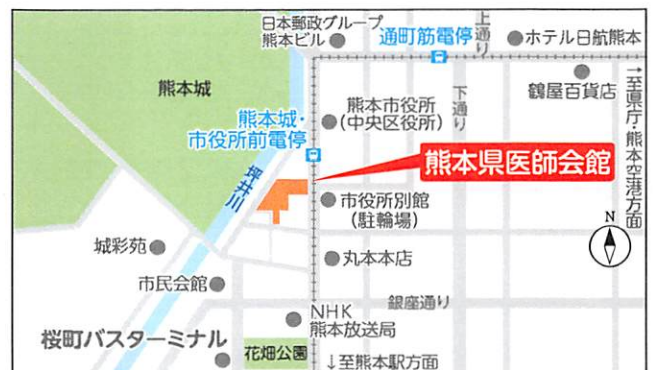 日本郵政グループ
熊本ビル
通町筋電停
上通り
ホテル日航熊本
熊本城
鶴屋百貨店
熊本市役所
(中央区役所)
下通り
→至県庁・熊本空港方面
熊本城・
市役所前電停
熊本県医師会館
坪井川
市役所別館
(駐輪場)
N
城彩苑
丸本本店
市民会館
銀座通り
NHK
熊本放送局
桜町バスターミナル
花畑公園
↓至熊本駅方面